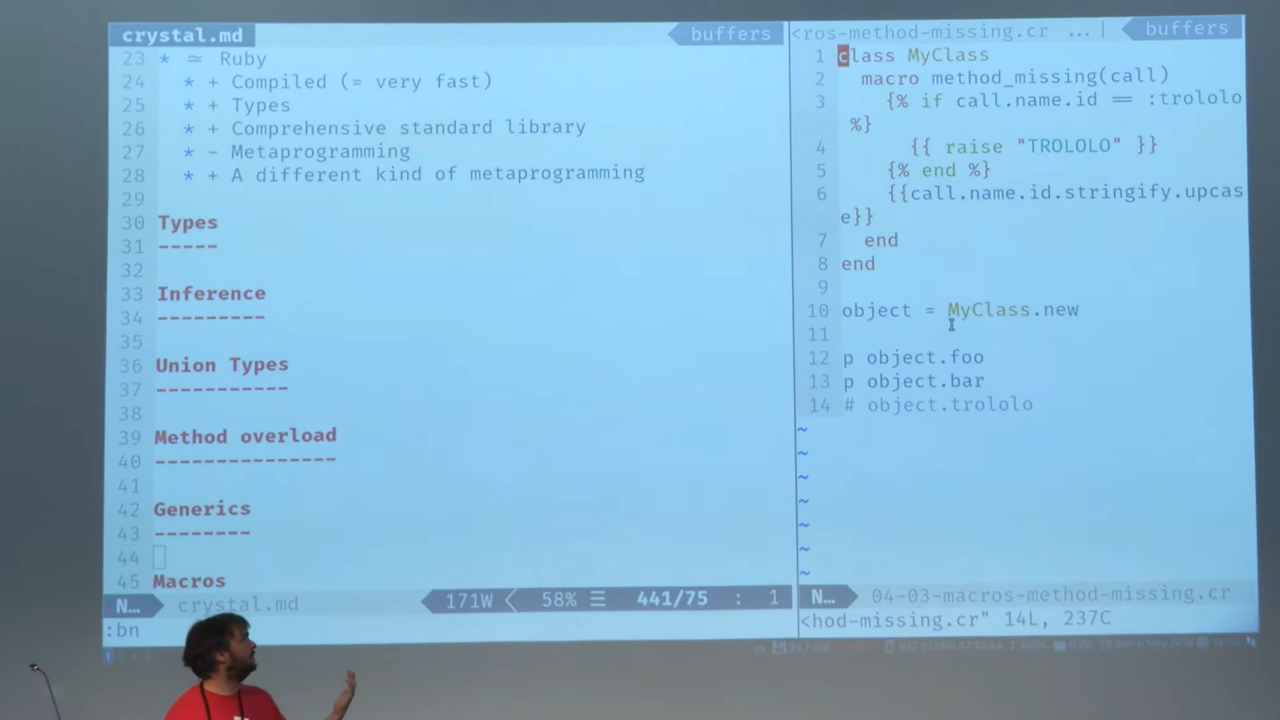 crystal.md
buffers
23 * ≃ Ruby
24 * + Compiled (= very fast)
25 * + Types
26 * + Comprehensive standard library
27 * - Metaprogramming
28 * + A different kind of metaprogramming
29
30 Types
31 -----
32
33 Inference
34 ---------
35
36 Union Types
37 -----------
38
39 Method overload
40 ---------------
41
42 Generics
43 --------
44
45 Macros
N... crystal.md 171W 58% ☰ 441/75 : 1
:bn
<ros-method-missing.cr ... | buffers
1 class MyClass
2 macro method_missing(call)
3 {% if call.name.id == :trololo
%}
4 {{ raise "TROLOLO" }}
5 {% end %}
6 {{call.name.id.stringify.upcas
e}}
7 end
8 end
9
10 object = MyClass.new
11
12 p object.foo
13 p object.bar
14 # object.trololo
~
~
~
~
~
~
~
N... 04-03-macros-method-missing.cr
<hod-missing.cr" 14L, 237C